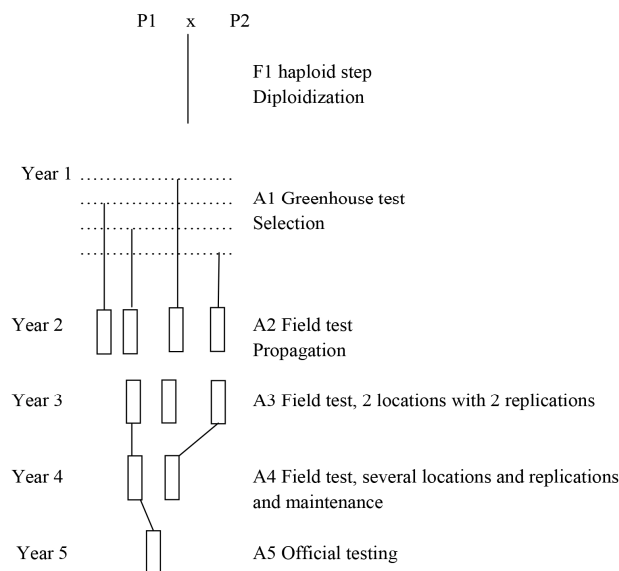 P1 x P2
F1 haploid step
Diploidization
Year 1
A1 Greenhouse test
Selection
Year 2
A2 Field test
Propagation
Year 3
A3 Field test, 2 locations with 2 replications
Year 4
A4 Field test, several locations and replications
and maintenance
Year 5
A5 Official testing